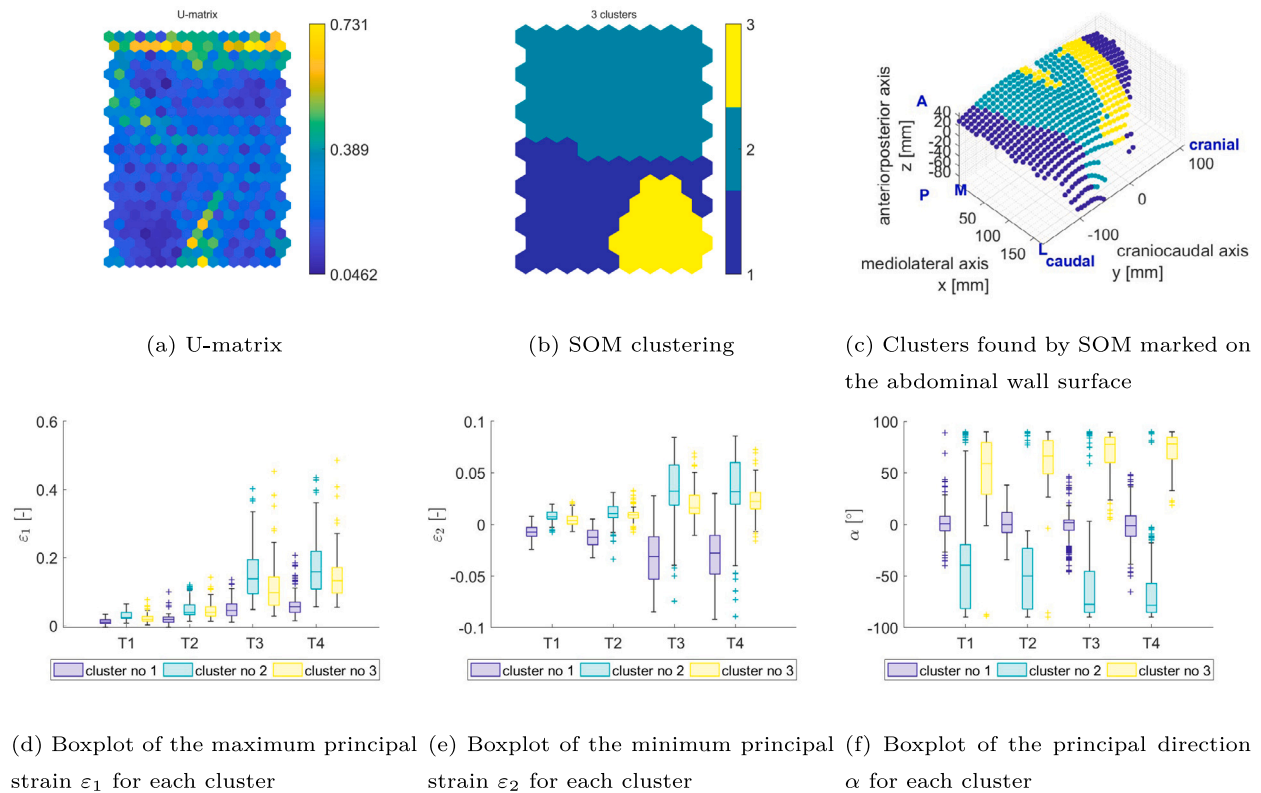 U-matrix
0.731
0.389
0.0462
(a) U-matrix
3 clusters
3
2
1
(b) SOM clustering
anteriorposterior axis
z [mm]
A
40
20
0
-20
-40
-60
-80
P
M
50
100
150
L
caudal
-100
0
100
cranial
mediolateral axis
x [mm]
craniocaudal axis
y [mm]
(c) Clusters found by SOM marked on
the abdominal wall surface
ε1 [-]
0.6
0.4
0.2
0
T1 T2 T3 T4
cluster no 1 cluster no 2 cluster no 3
(d) Boxplot of the maximum principal
strain ε1 for each cluster
ε2 [-]
0.1
0.05
0
-0.05
-0.1
T1 T2 T3 T4
cluster no 1 cluster no 2 cluster no 3
(e) Boxplot of the minimum principal
strain ε2 for each cluster
α [°]
100
50
0
-50
-100
T1 T2 T3 T4
cluster no 1 cluster no 2 cluster no 3
(f) Boxplot of the principal direction
α for each cluster